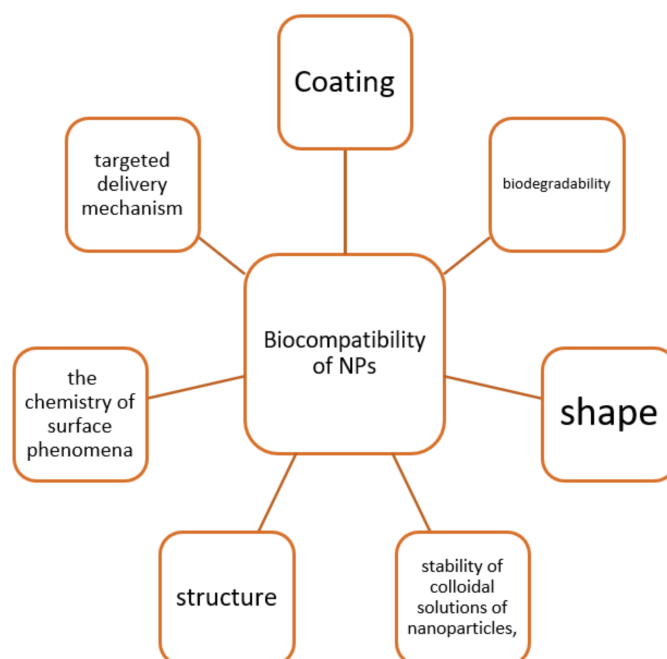 Coating
targeted
delivery
mechanism
biodegradability
Biocompatibility
of NPs
the
chemistry of
surface
phenomena
shape
structure
stability of
colloidal
solutions of
nanoparticles,